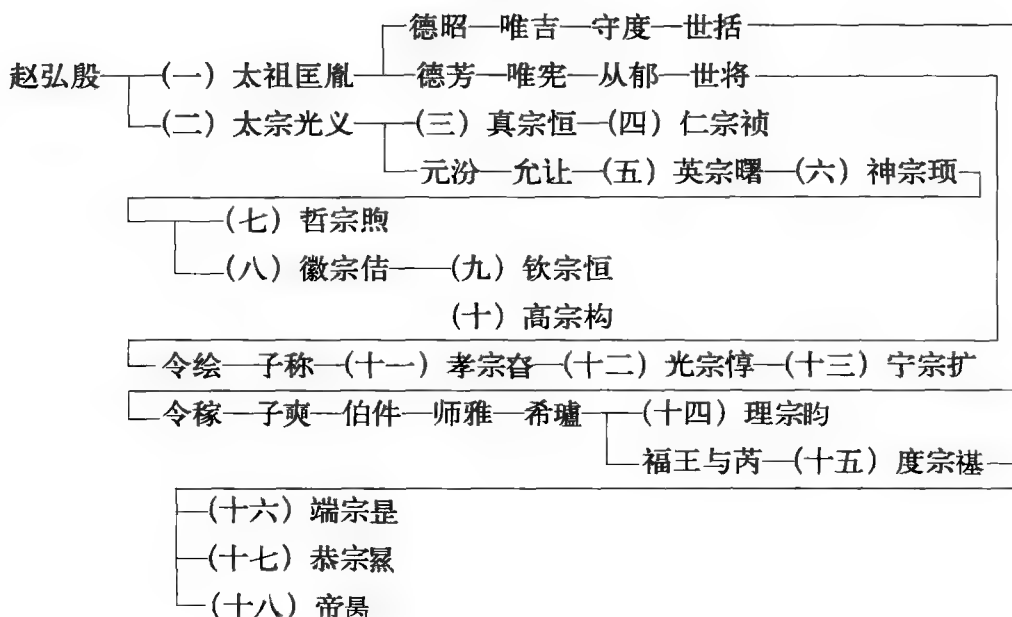 德昭—唯吉—守度—世括
赵弘殷—(一) 太祖匡胤—德芳—唯宪—从郁—世将
(二) 太宗光义—(三) 真宗恒—(四) 仁宗祯
元汾—允让—(五) 英宗曙—(六) 神宗顼
(七) 哲宗煦
(八) 徽宗佶—(九) 钦宗恒
(十) 高宗构
令绘—子称—(十一) 孝宗昚—(十二) 光宗惇—(十三) 宁宗扩
令稼—子奭—伯件—师雅—希瓐—(十四) 理宗昀
福王与芮—(十五) 度宗禥
(十六) 端宗昰
(十七) 恭宗㬎
(十八) 帝昺